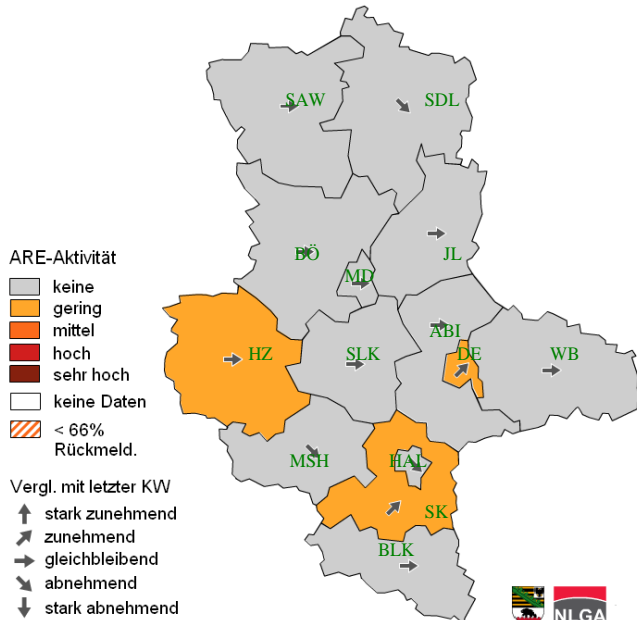 SAW
SDL
BÖ
JL
MD
ARE-Aktivität
keine
gering
mittel
hoch
sehr hoch
keine Daten
< 66%
Rückmeld.
ABI
HZ
SLK
DE
WB
MSH
HAL
SK
BLK
Vergl. mit letzter KW
stark zunehmend
zunehmend
gleichbleibend
abnehmend
stark abnehmend
NLGA